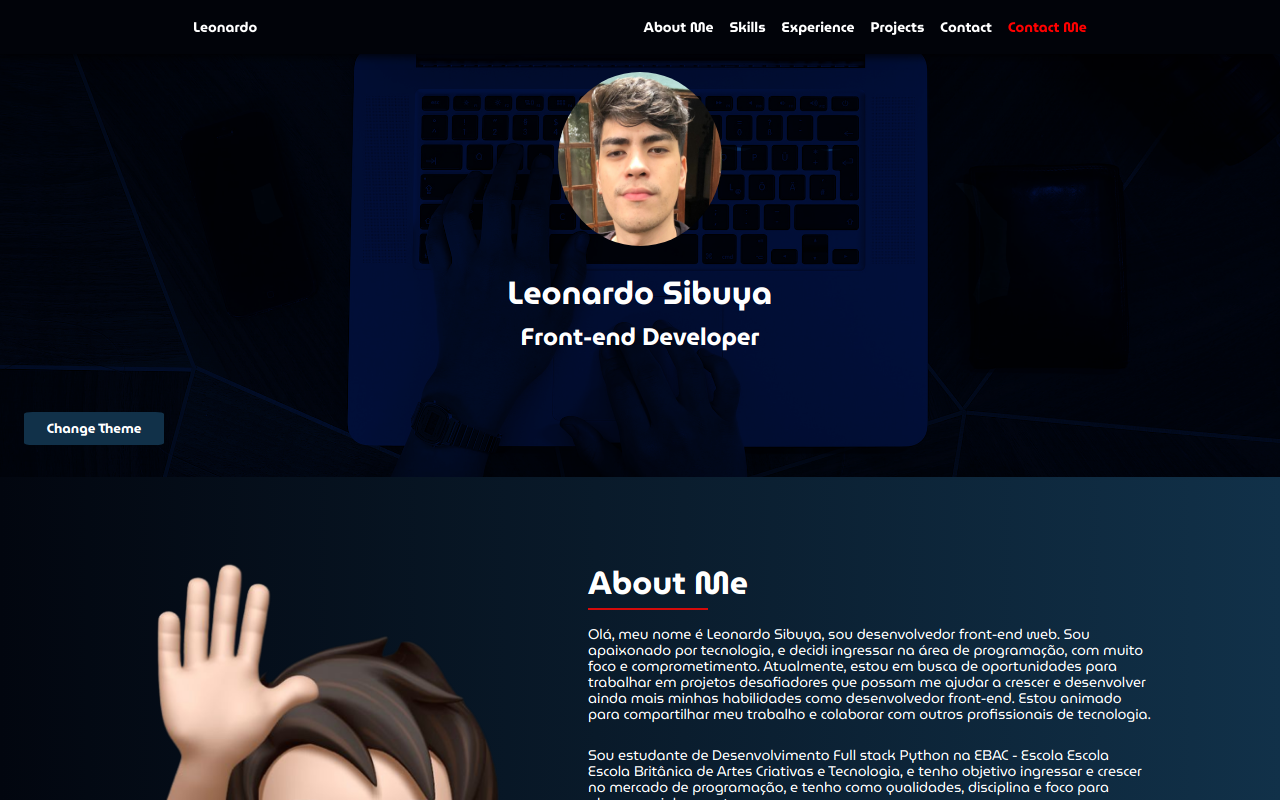 Leonardo
About Me Skills Experience Projects Contact Contact Me
Leonardo Sibuya
Front-end Developer
Change Theme
About Me
Olá, meu nome é Leonardo Sibuya, sou desenvolvedor front-end web. Sou
apaixonado por tecnologia, e decidi ingressar na área de programação, com muito
foco e comprometimento. Atualmente, estou em busca de oportunidades para
trabalhar em projetos desafiadores que possam me ajudar a crescer e desenvolver
ainda mais minhas habilidades como desenvolvedor front-end. Estou animado
para compartilhar meu trabalho e colaborar com outros profissionais de tecnologia.
Sou estudante de Desenvolvimento Full stack Python na EBAC - Escola Escola
Escola Britânica de Artes Criativas e Tecnologia, e tenho objetivo ingressar e crescer
no mercado de programação, e tenho como qualidades, disciplina e foco para